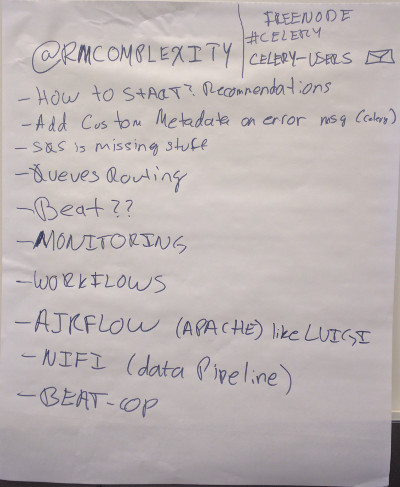 @RMCOMPLEXITY
FREENODE
#CELERY
CELERY-USERS
- HOW TO START? Recommendations
- Add Custom Metadata on error msg (Celery)
- SQS is missing stuff
- Queues Routing
- Beat??
- MONITORING
- WORKFLOWS
- AIRFLOW (APACHE) like LUIGI
- NIFI (data Pipeline)
- BEAT-OP